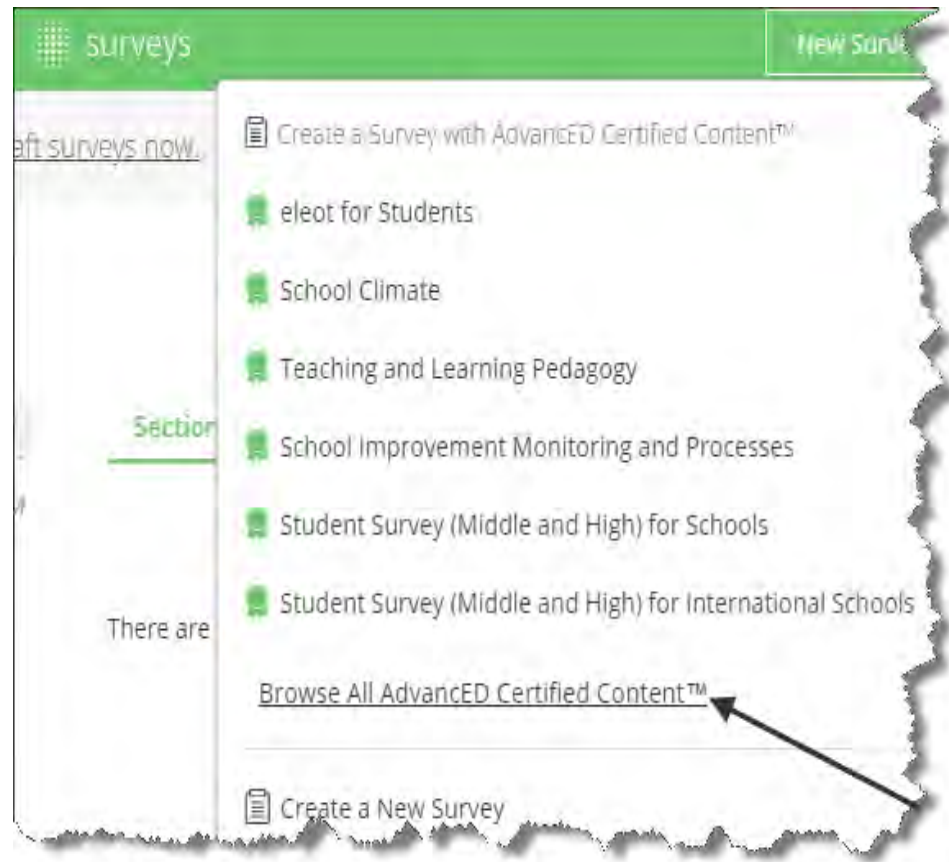 surveys
New
Create a Survey with AdvancED Certified Content™
aft surveys now.
eleot for Students
School Climate
Teaching and Learning Pedagogy
Section
School Improvement Monitoring and Processes
Student Survey (Middle and High) for Schools
Student Survey (Middle and High) for International Schools
There are
Browse All AdvancED Certified Content™
Create a New Survey